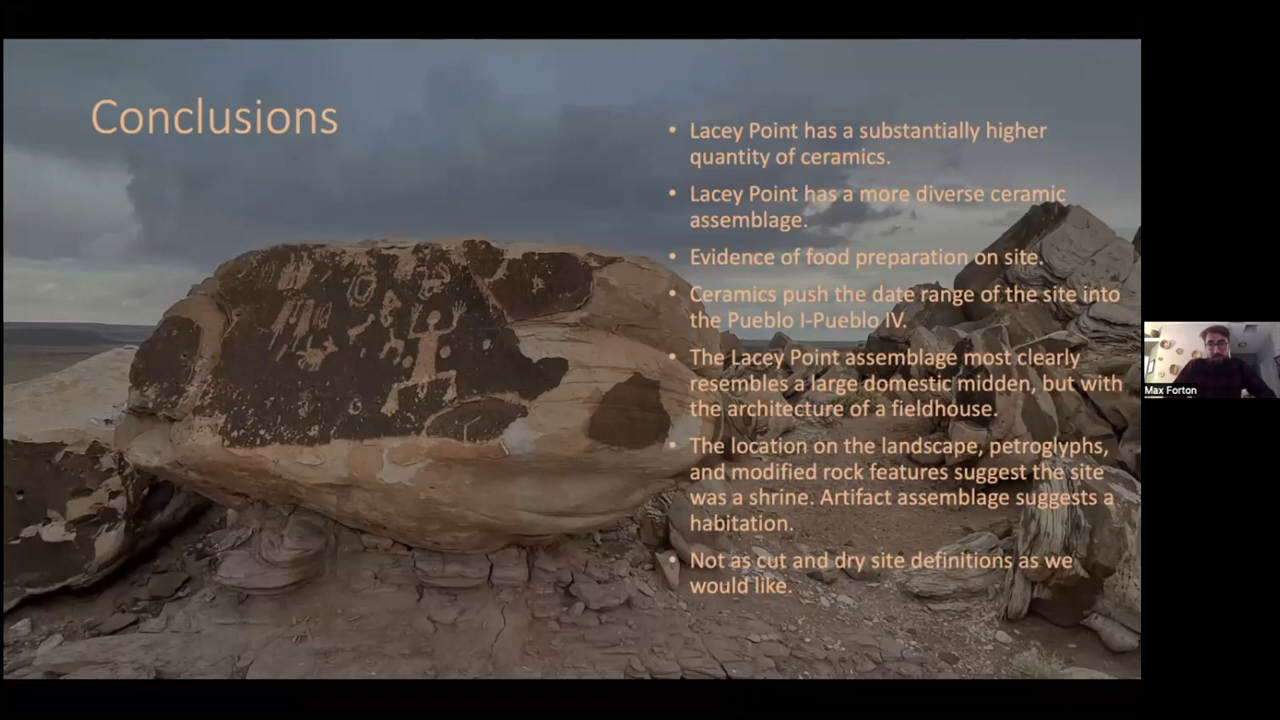 Conclusions
• Lacey Point has a substantially higher
quantity of ceramics.
• Lacey Point has a more diverse ceramic
assemblage.
• Evidence of food preparation on site.
• Ceramics push the date range of the site into
the Pueblo I-Pueblo IV.
• The Lacey Point assemblage most clearly
resembles a large domestic midden, but with
the architecture of a fieldhouse.
• The location on the landscape, petroglyphs,
and modified rock features suggest the site
was a shrine. Artifact assemblage suggests a
habitation.
• Not as cut and dry site definitions as we
would like.
Max Forton